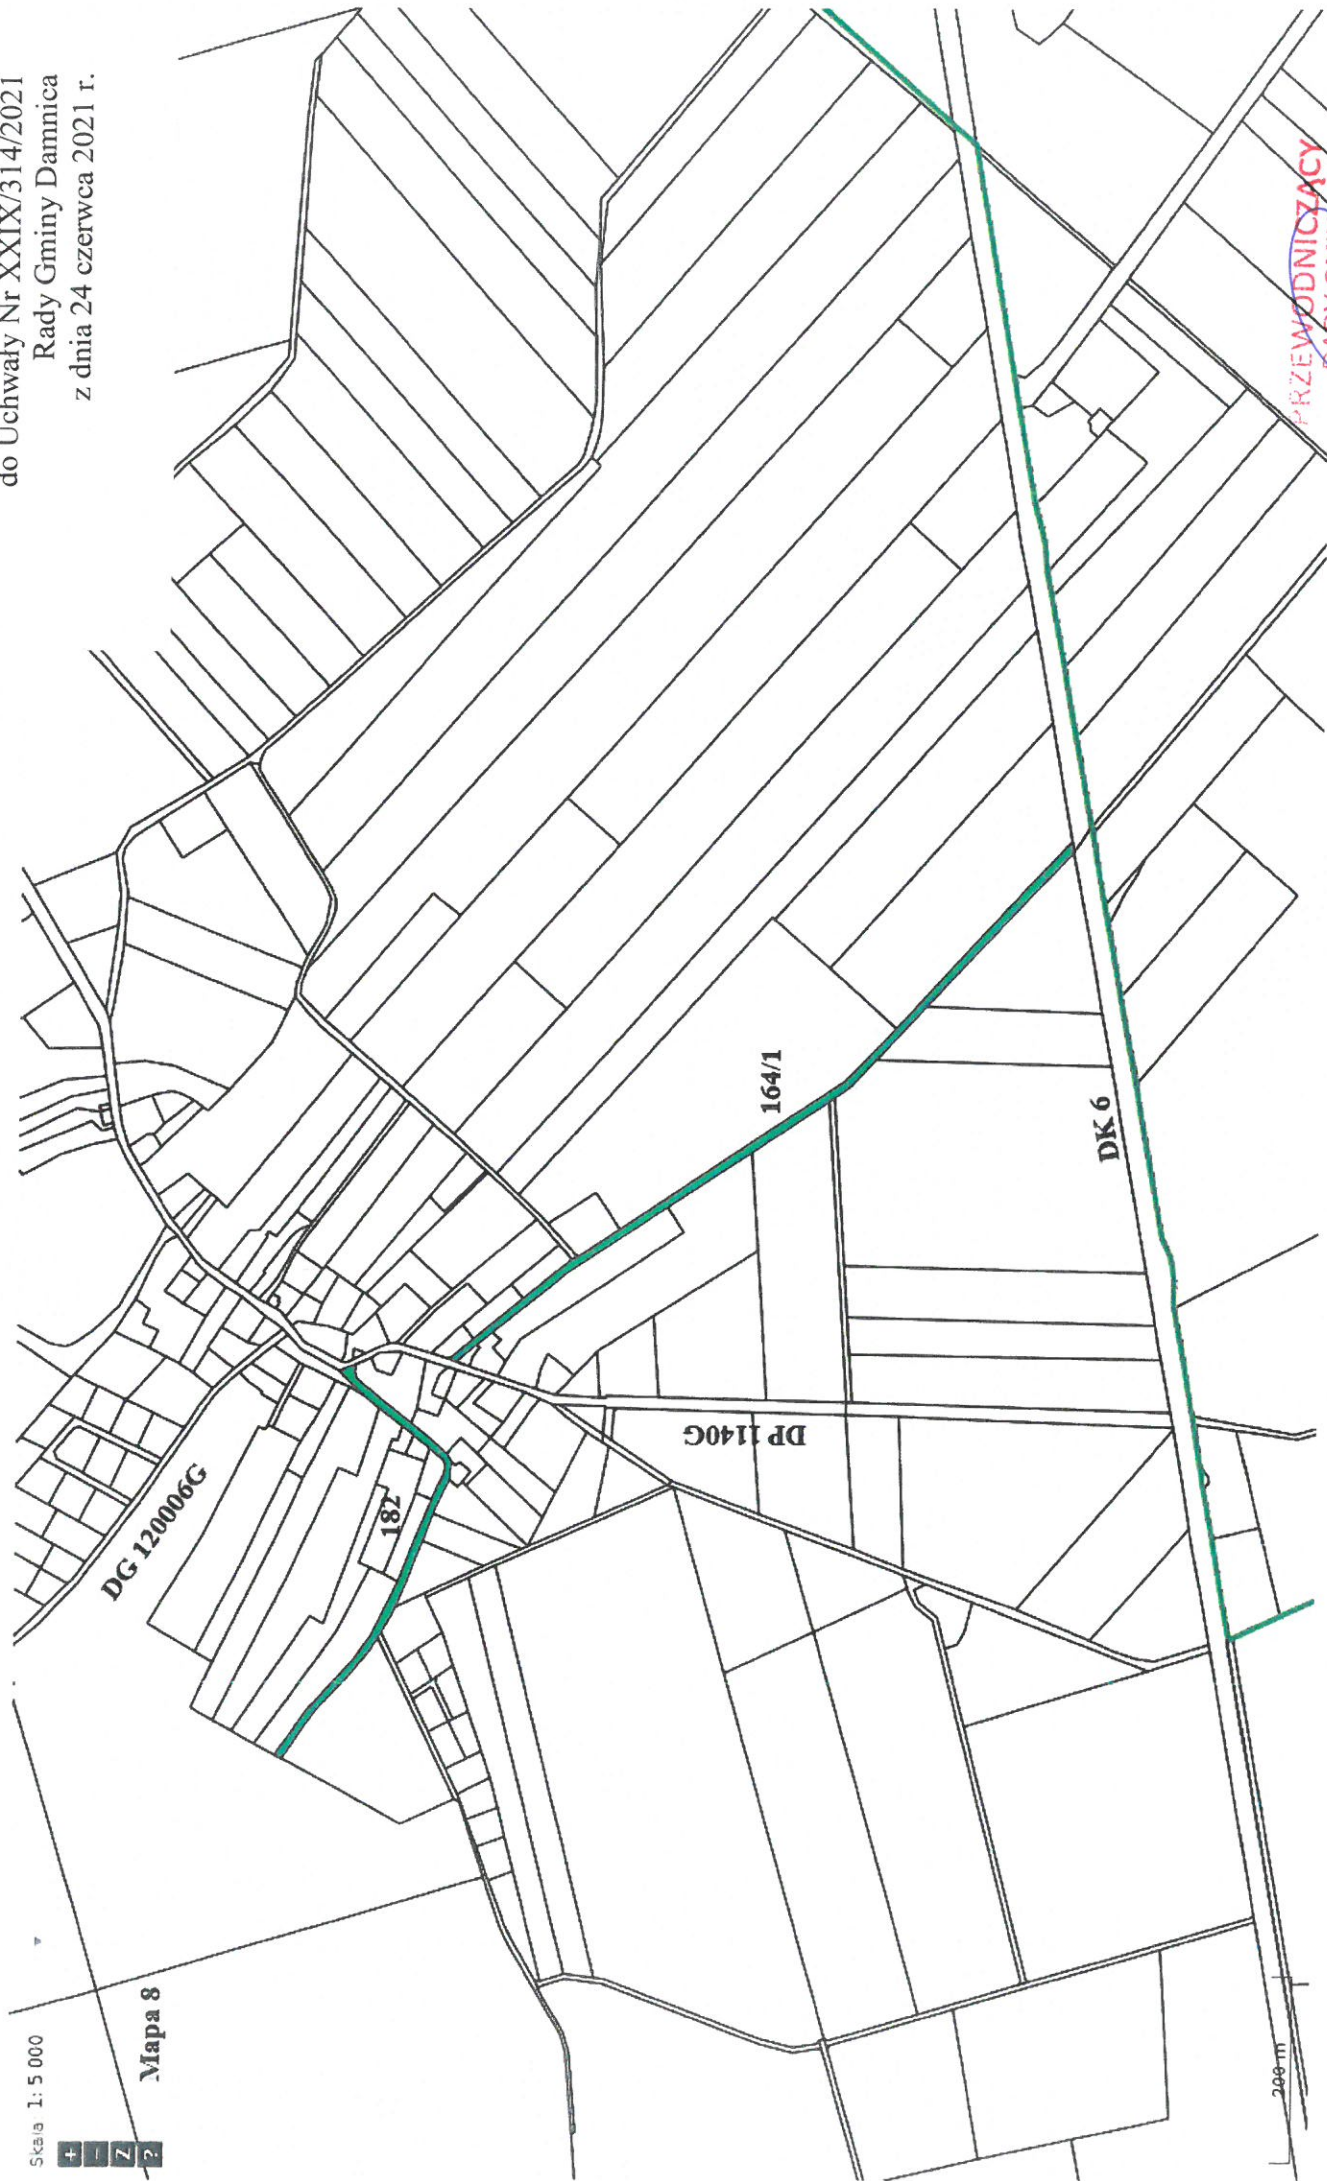 do Uchwały Nr XXIX/314/2021
Rady Gminy Damnica
z dnia 24 czerwca 2021 r.
Skala 1: 5 000
+
−
Z
?
Mapa 8
DG 120006G
182
164/1
DP 1140G
DK 6
200 m
PRZEWODNICZĄCY